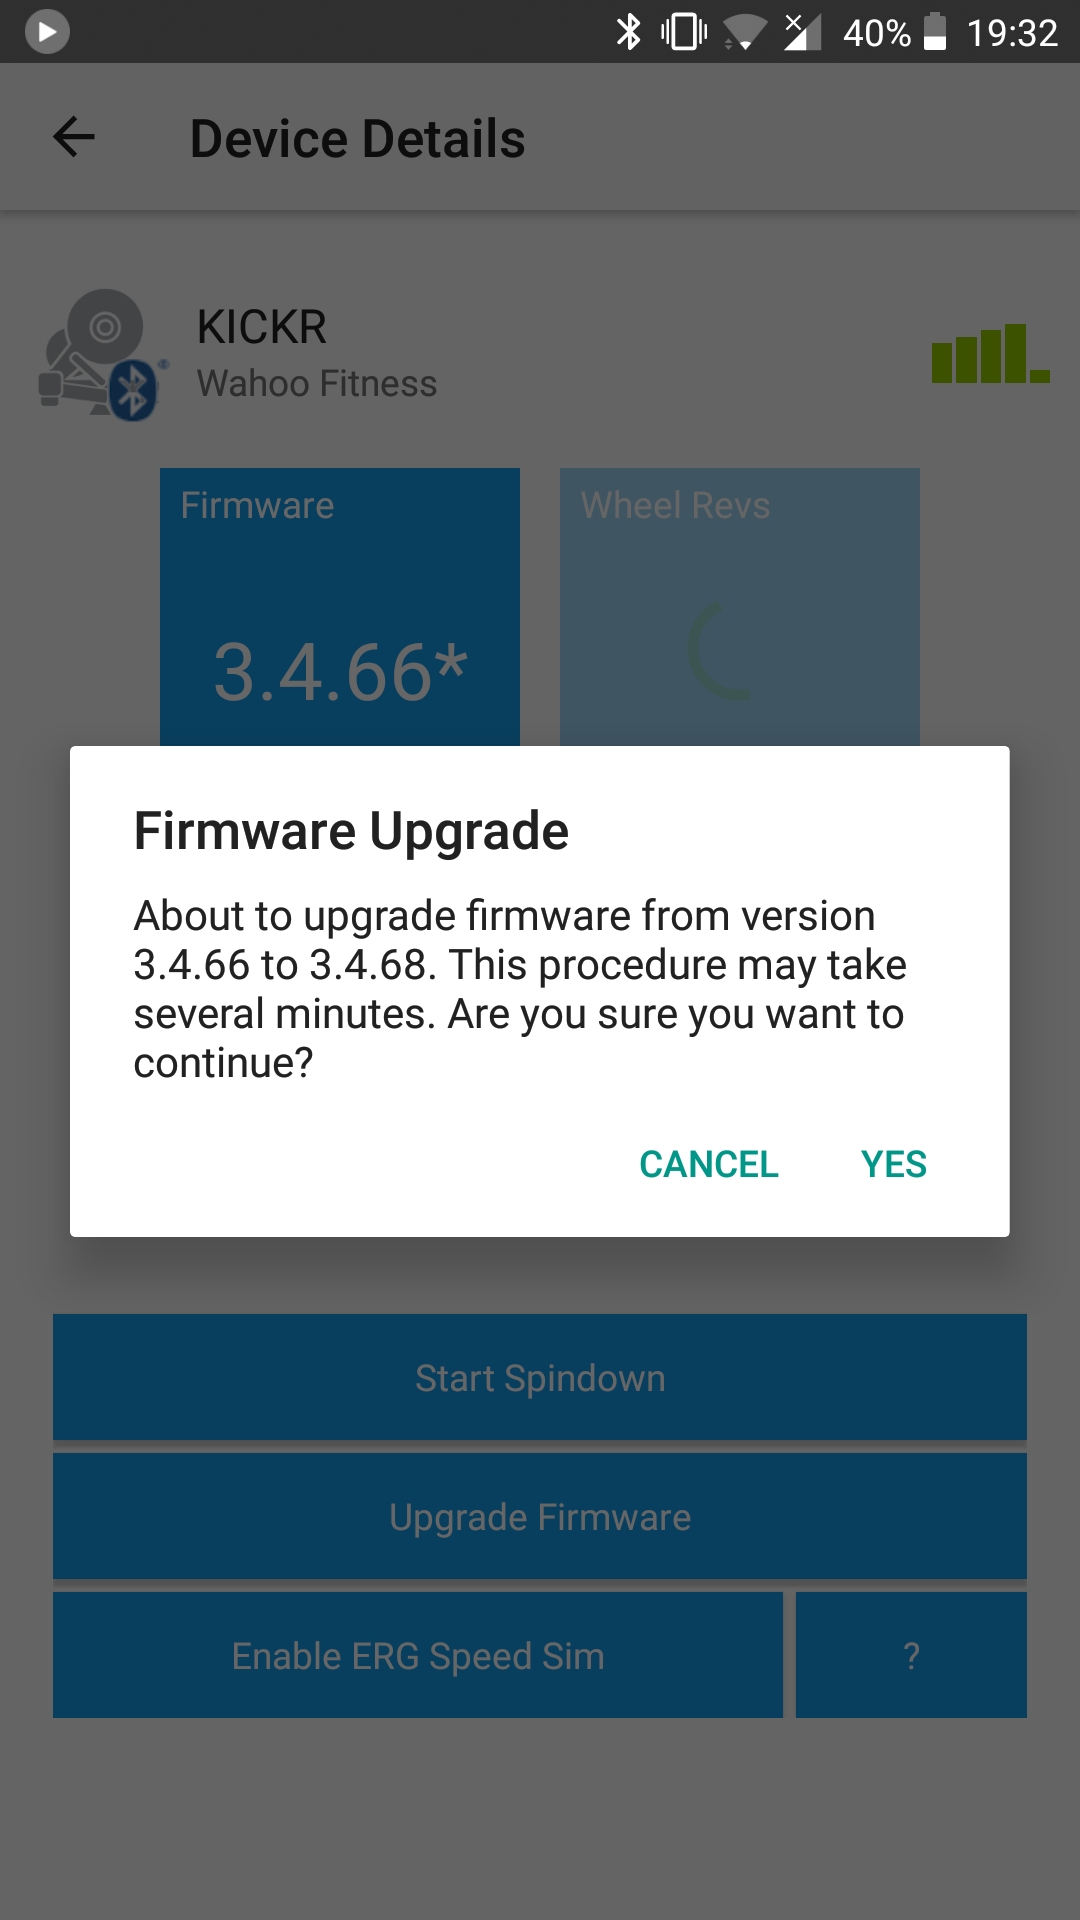 40% 19:32
Device Details
KICKR
Wahoo Fitness
Firmware Wheel Revs
3.4.66*
Firmware Upgrade
About to upgrade firmware from version
3.4.66 to 3.4.68. This procedure may take
several minutes. Are you sure you want to
continue?
CANCEL YES
Start Spindown
Upgrade Firmware
Enable ERG Speed Sim ?